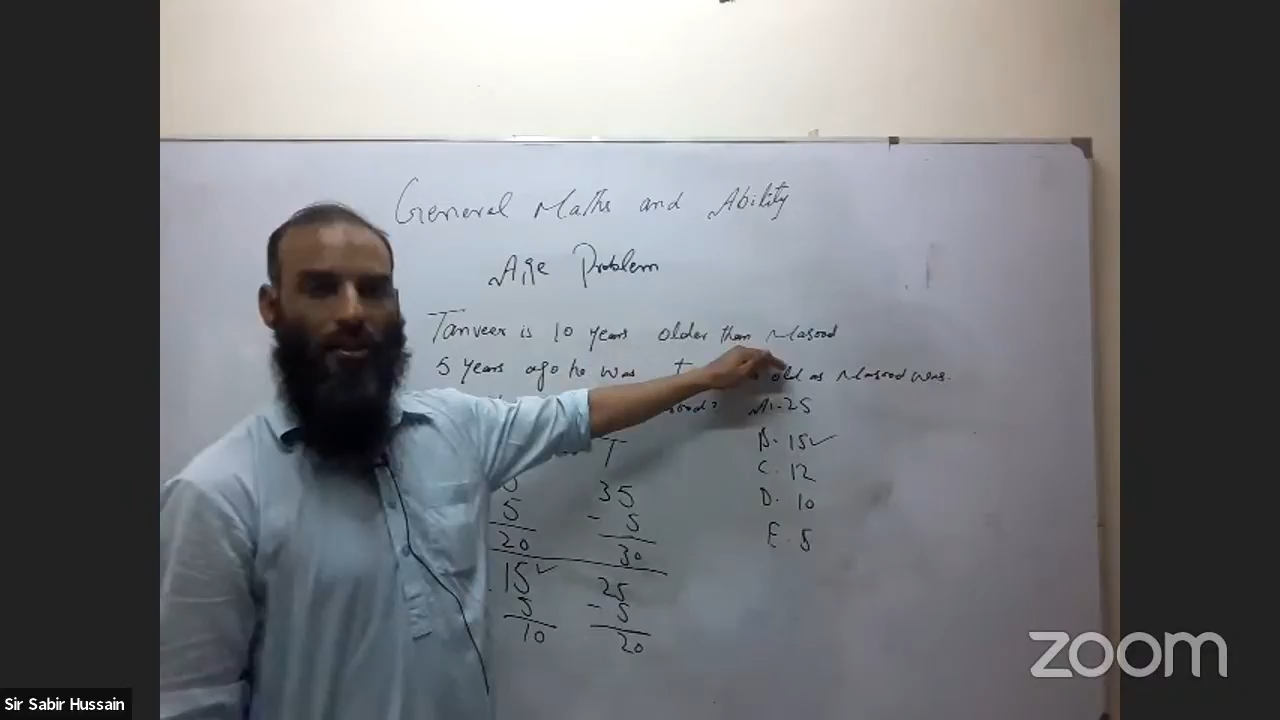 General Maths and Ability
Age Problem
Tanveer is 10 years older than Masood
5 years ago he was old as Masood was.
A. 25
B. 15 ✓
C. 12
D. 10
E. 5
T
35
5 - 5
20 30
15 ✓ 25
5 - 5
10 20
zoom
Sir Sabir Hussain